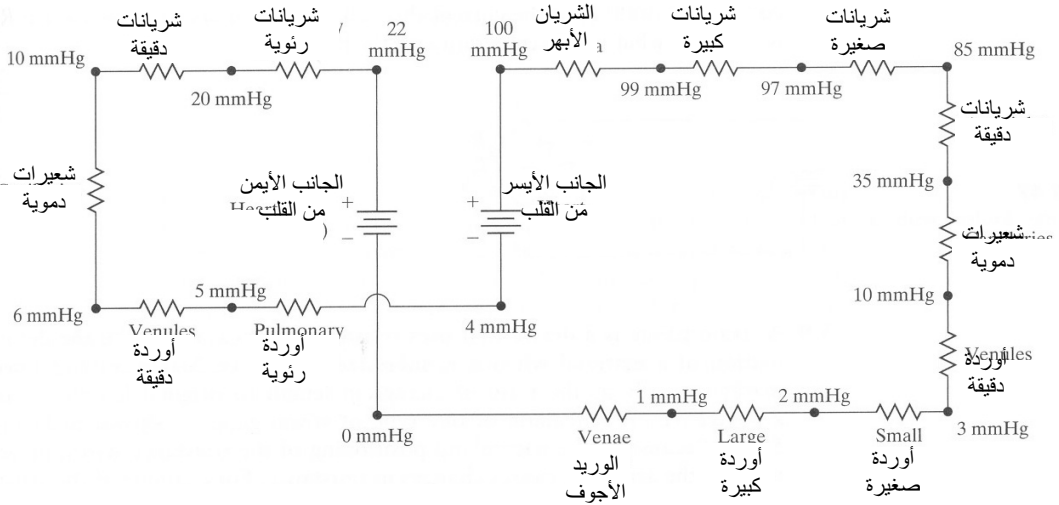 شريانات
دقيقة
شريانات
رئوية
22
mmHg
100
mmHg
الشريان
الأبهر
شريانات
كبيرة
شريانات
صغيرة
10 mmHg
20 mmHg
99 mmHg
97 mmHg
85 mmHg
شريانات
دقيقة
شعيرات
دموية
الجانب الأيمن
من القلب
+
−
الجانب الأيسر
من القلب
+
−
35 mmHg
شعيرات
دموية
10 mmHg
6 mmHg
5 mmHg
4 mmHg
Venules
أوردة
دقيقة
Pulmonary
أوردة
رئوية
Venules
أوردة
دقيقة
0 mmHg
1 mmHg
2 mmHg
3 mmHg
Venae
الوريد
الأجوف
Large
أوردة
كبيرة
Small
أوردة
صغيرة